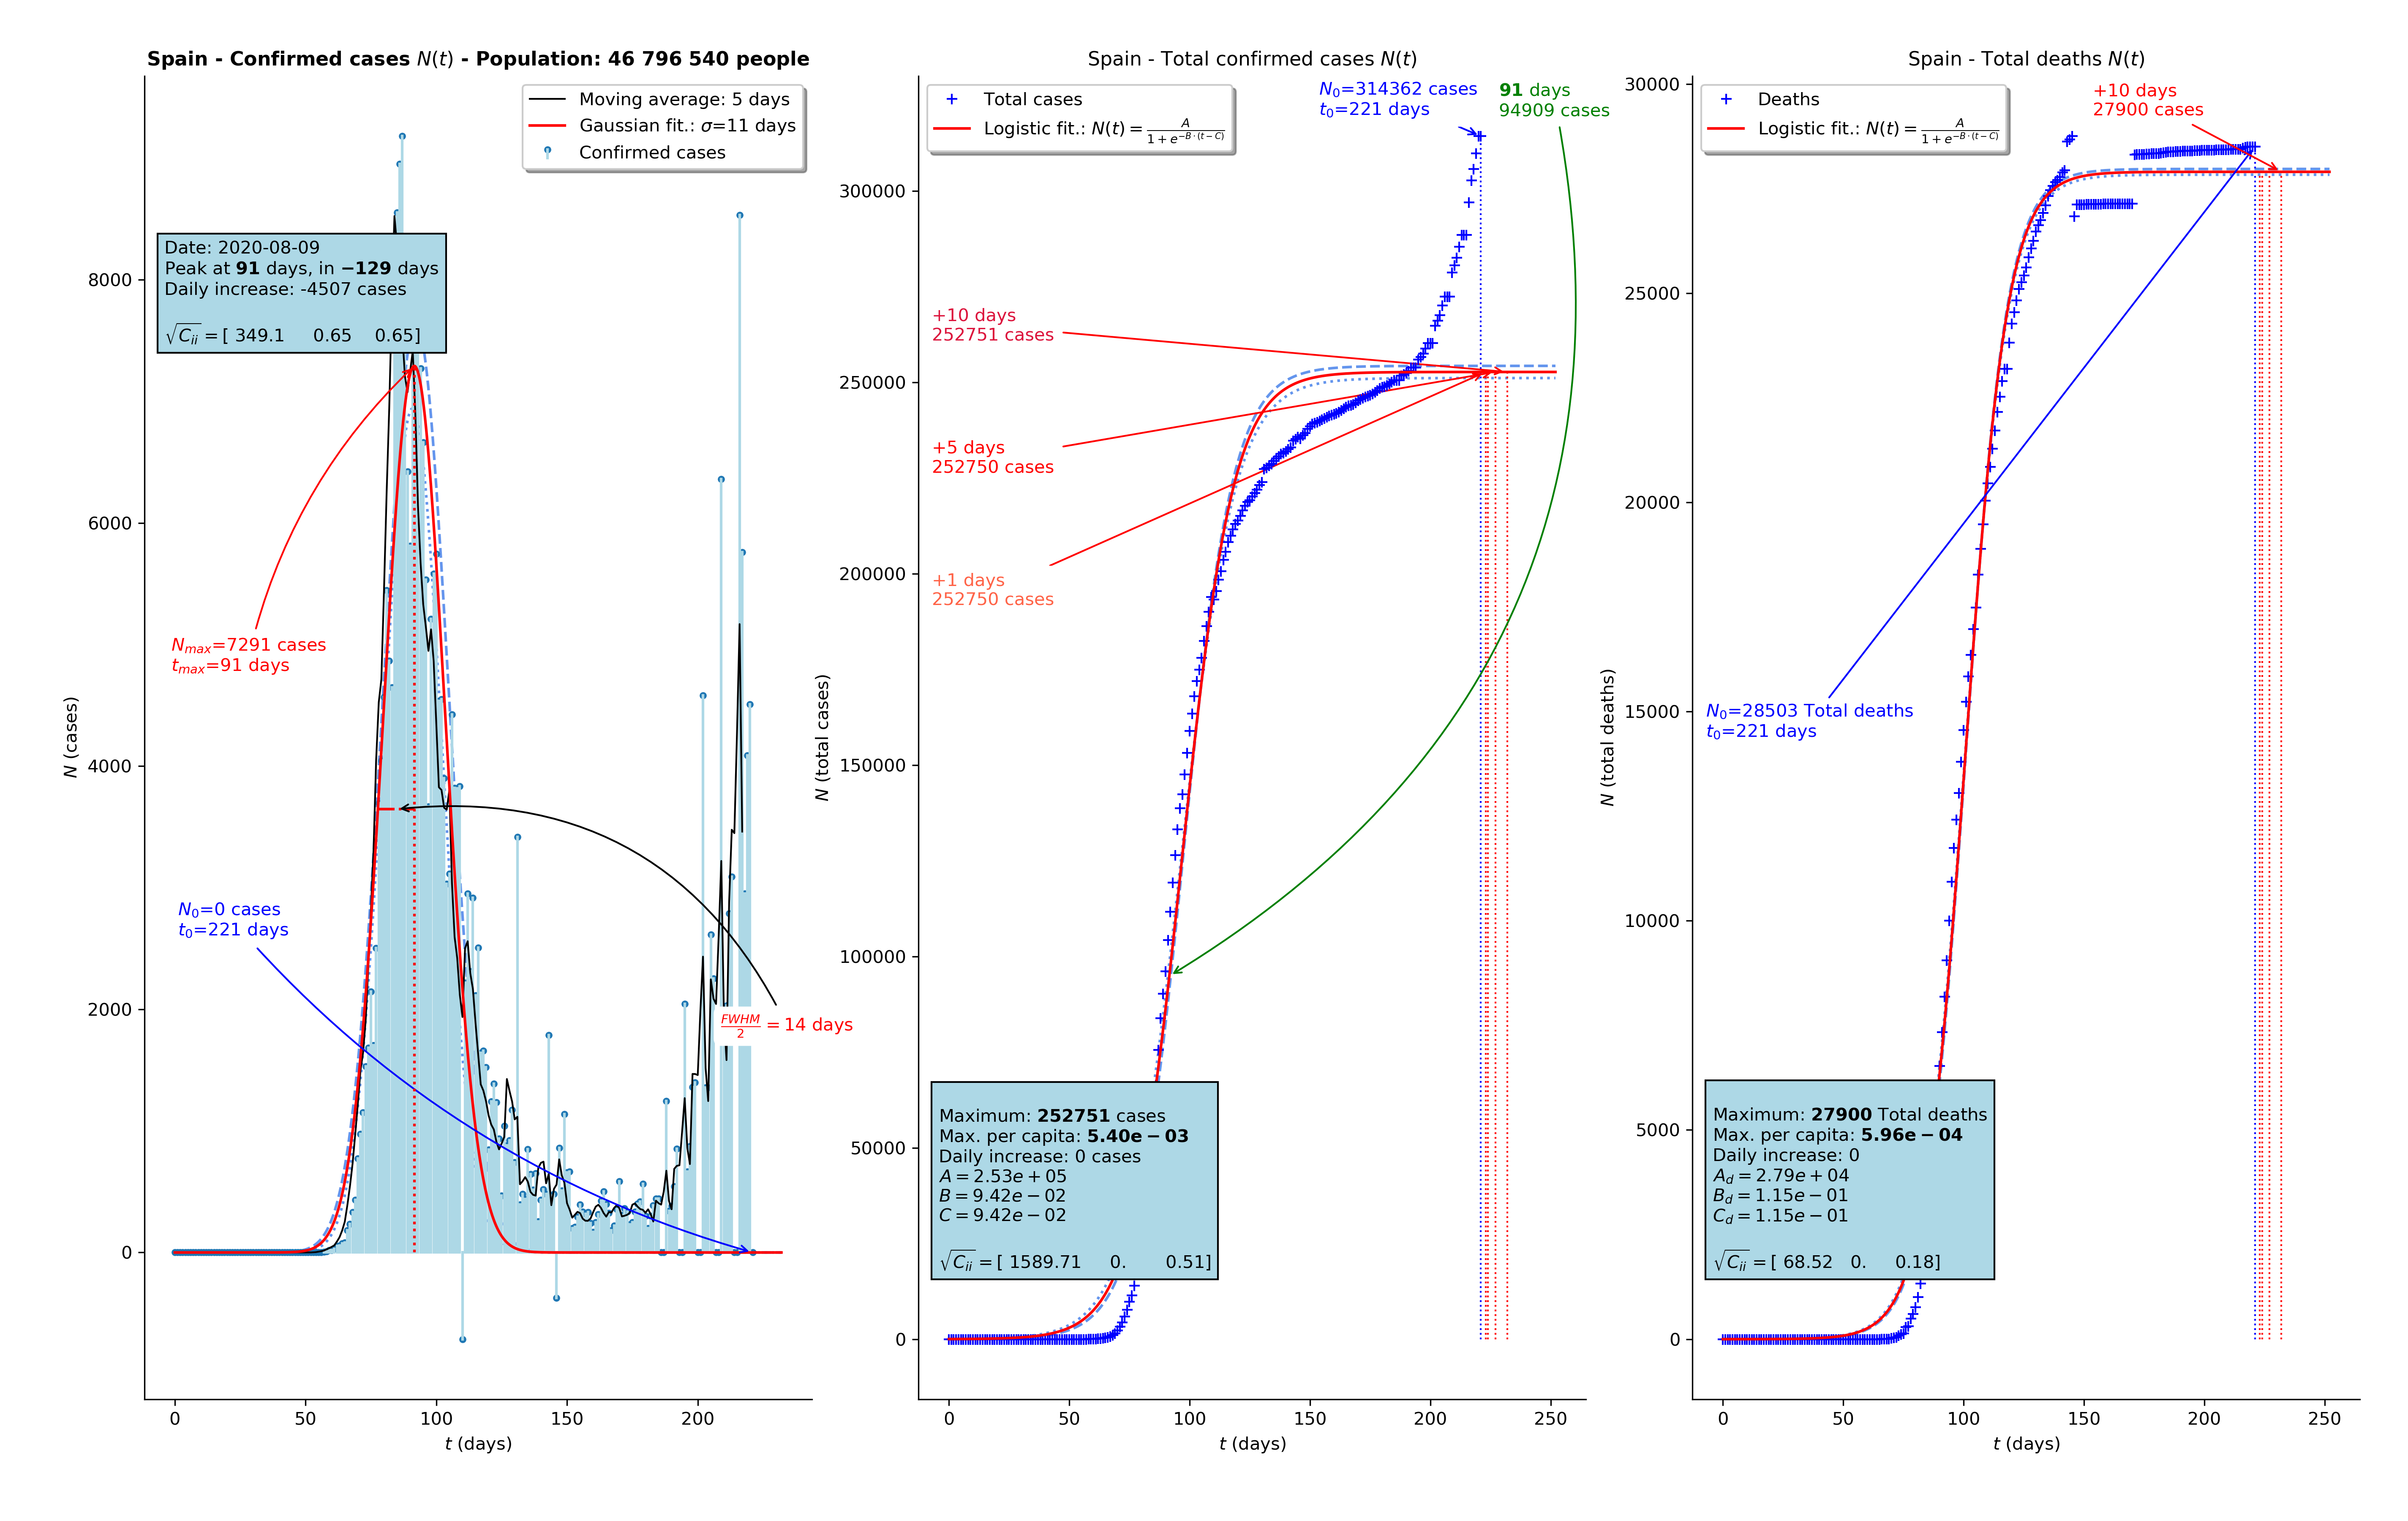 Spain - Confirmed cases N(t) - Population: 46 796 540 people
Moving average: 5 days
Gaussian fit.: σ=11 days
Confirmed cases
Date: 2020-08-09
Peak at 91 days, in −129 days
Daily increase: -4507 cases
√C_ii = [ 349.1 0.65 0.65]
N_max=7291 cases
t_max=91 days
N_0=0 cases
t_0=221 days
FWHM/2 = 14 days
8000
6000
4000
2000
0
N (cases)
0 50 100 150 200
t (days)
Spain - Total confirmed cases N(t)
Total cases
Logistic fit.: N(t) = A/(1 + e^{−B·(t−C)})
N_0=314362 cases
t_0=221 days
91 days
94909 cases
+10 days
252751 cases
+5 days
252750 cases
+1 days
252750 cases
Maximum: 252751 cases
Max. per capita: 5.40e − 03
Daily increase: 0 cases
A = 2.53e + 05
B = 9.42e − 02
C = 9.42e − 02
√C_ii = [ 1589.71 0. 0.51]
300000
250000
200000
150000
100000
50000
0
N (total cases)
0 50 100 150 200 250
t (days)
Spain - Total deaths N(t)
Deaths
Logistic fit.: N(t) = A/(1 + e^{−B·(t−C)})
+10 days
27900 cases
N_0=28503 Total deaths
t_0=221 days
Maximum: 27900 Total deaths
Max. per capita: 5.96e − 04
Daily increase: 0
A_d = 2.79e + 04
B_d = 1.15e − 01
C_d = 1.15e − 01
√C_ii = [ 68.52 0. 0.18]
30000
25000
20000
15000
10000
5000
0
N (total deaths)
0 50 100 150 200 250
t (days)